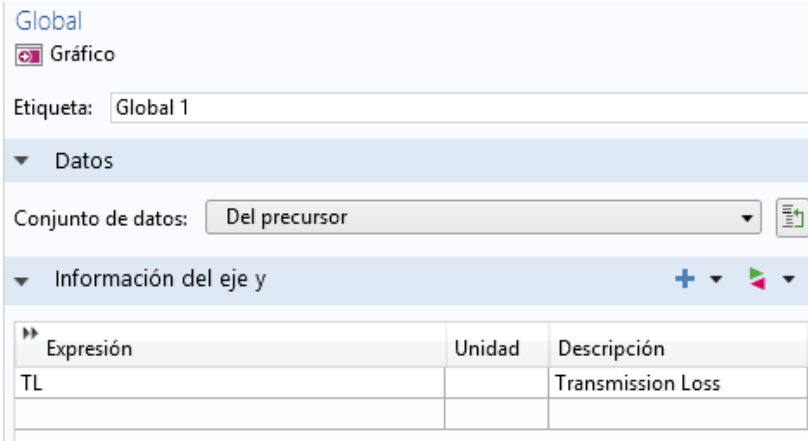 Global
Gráfico
Etiqueta: Global 1
Datos
Conjunto de datos: Del precursor
Información del eje y
Expresión Unidad Descripción
TL Transmission Loss